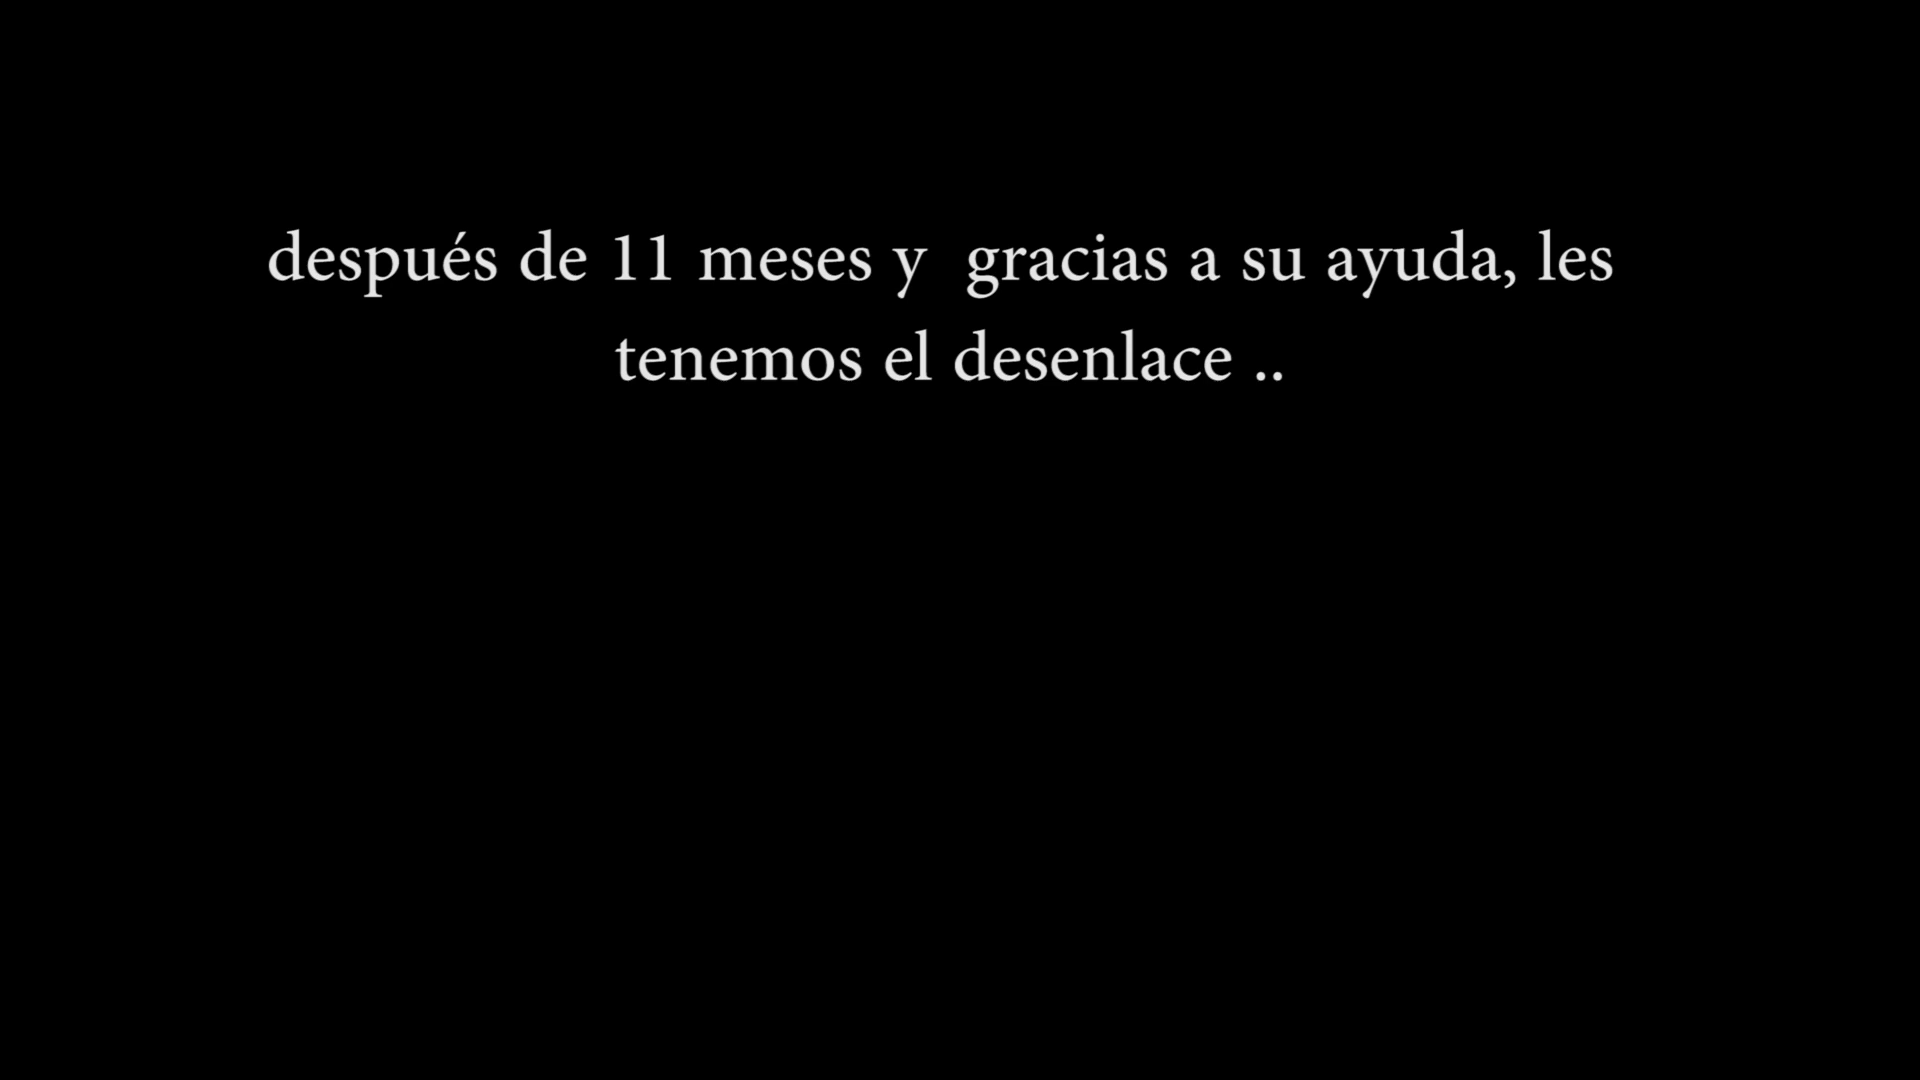 después de 11 meses y  gracias a su ayuda, les
tenemos el desenlace ..